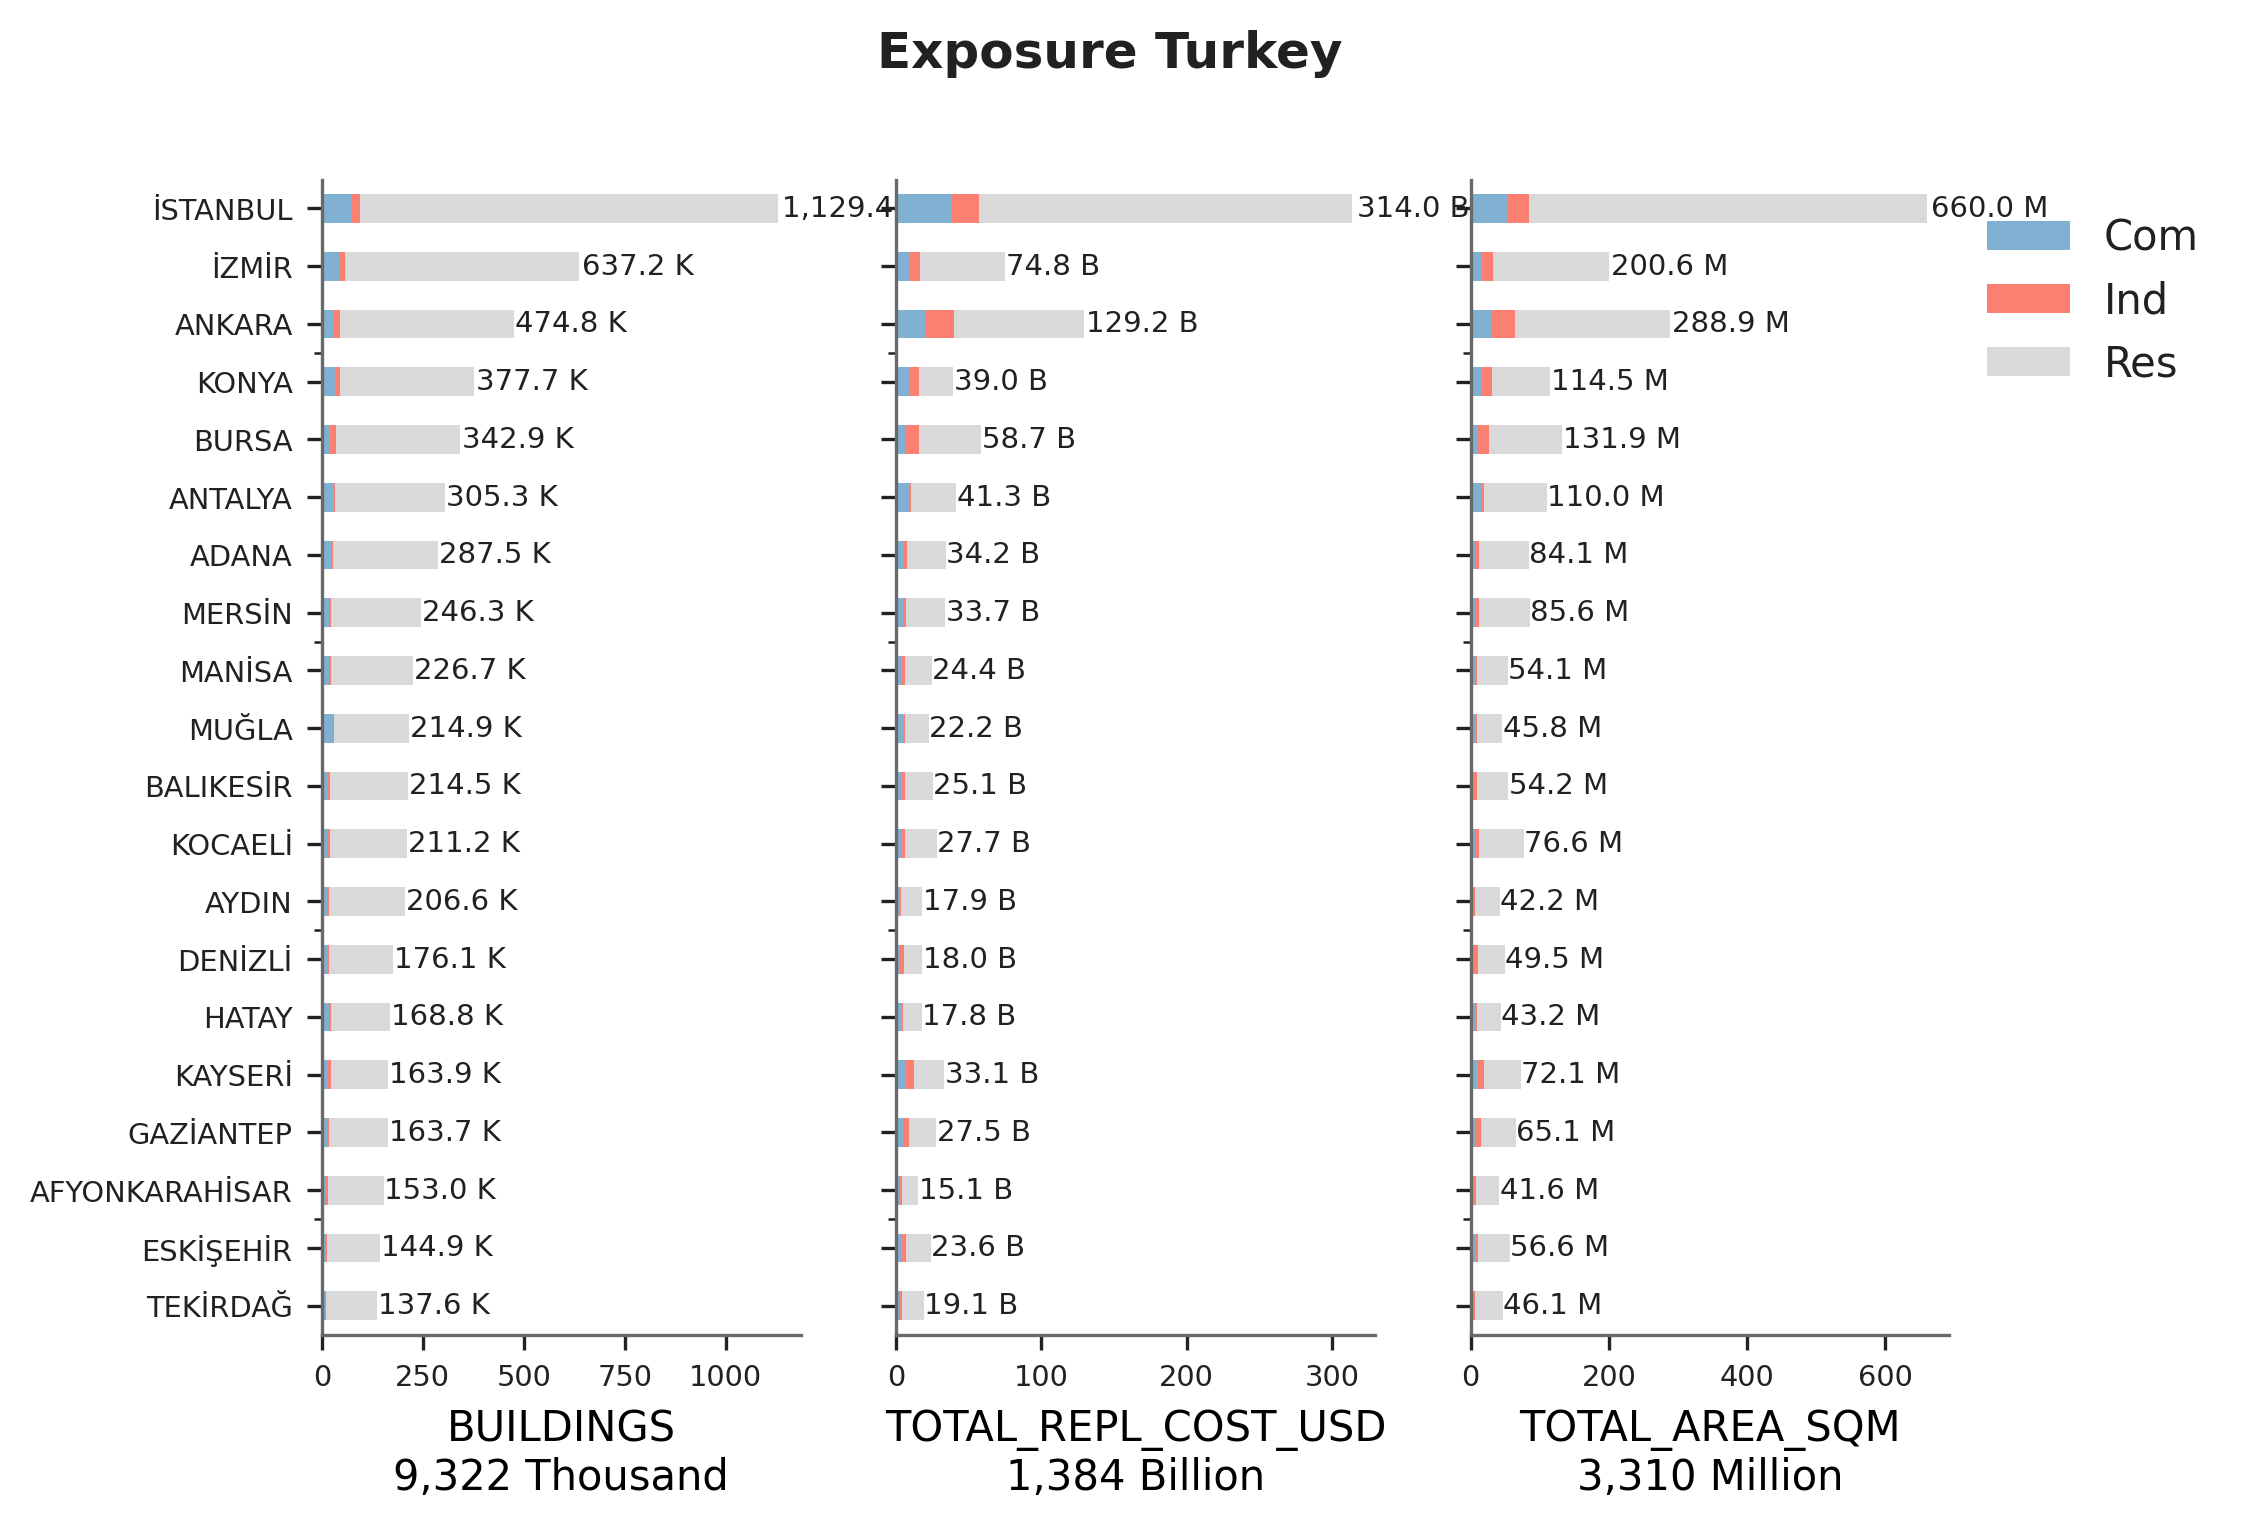 Exposure Turkey
İSTANBUL 1,129.4 314.0 B 660.0 M
İZMİR 637.2 K 74.8 B 200.6 M
ANKARA 474.8 K 129.2 B 288.9 M
KONYA 377.7 K 39.0 B 114.5 M
BURSA 342.9 K 58.7 B 131.9 M
ANTALYA 305.3 K 41.3 B 110.0 M
ADANA 287.5 K 34.2 B 84.1 M
MERSİN 246.3 K 33.7 B 85.6 M
MANİSA 226.7 K 24.4 B 54.1 M
MUĞLA 214.9 K 22.2 B 45.8 M
BALIKESİR 214.5 K 25.1 B 54.2 M
KOCAELİ 211.2 K 27.7 B 76.6 M
AYDIN 206.6 K 17.9 B 42.2 M
DENİZLİ 176.1 K 18.0 B 49.5 M
HATAY 168.8 K 17.8 B 43.2 M
KAYSERİ 163.9 K 33.1 B 72.1 M
GAZİANTEP 163.7 K 27.5 B 65.1 M
AFYONKARAHİSAR 153.0 K 15.1 B 41.6 M
ESKİŞEHİR 144.9 K 23.6 B 56.6 M
TEKİRDAĞ 137.6 K 19.1 B 46.1 M
0 250 500 750 1000 0 100 200 300 0 200 400 600
BUILDINGS TOTAL_REPL_COST_USD TOTAL_AREA_SQM
9,322 Thousand 1,384 Billion 3,310 Million
Com
Ind
Res